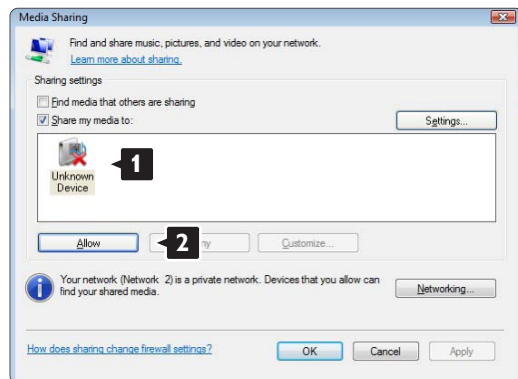 Media Sharing
Find and share music, pictures, and video on your network.
Learn more about sharing.
Sharing settings
Find media that others are sharing
Share my media to:
Settings...
Unknown
Device
1
Allow
2
Customize...
Your network (Network 2) is a private network. Devices that you allow can
find your shared media.
Networking...
How does sharing change firewall settings?
OK
Cancel
Apply